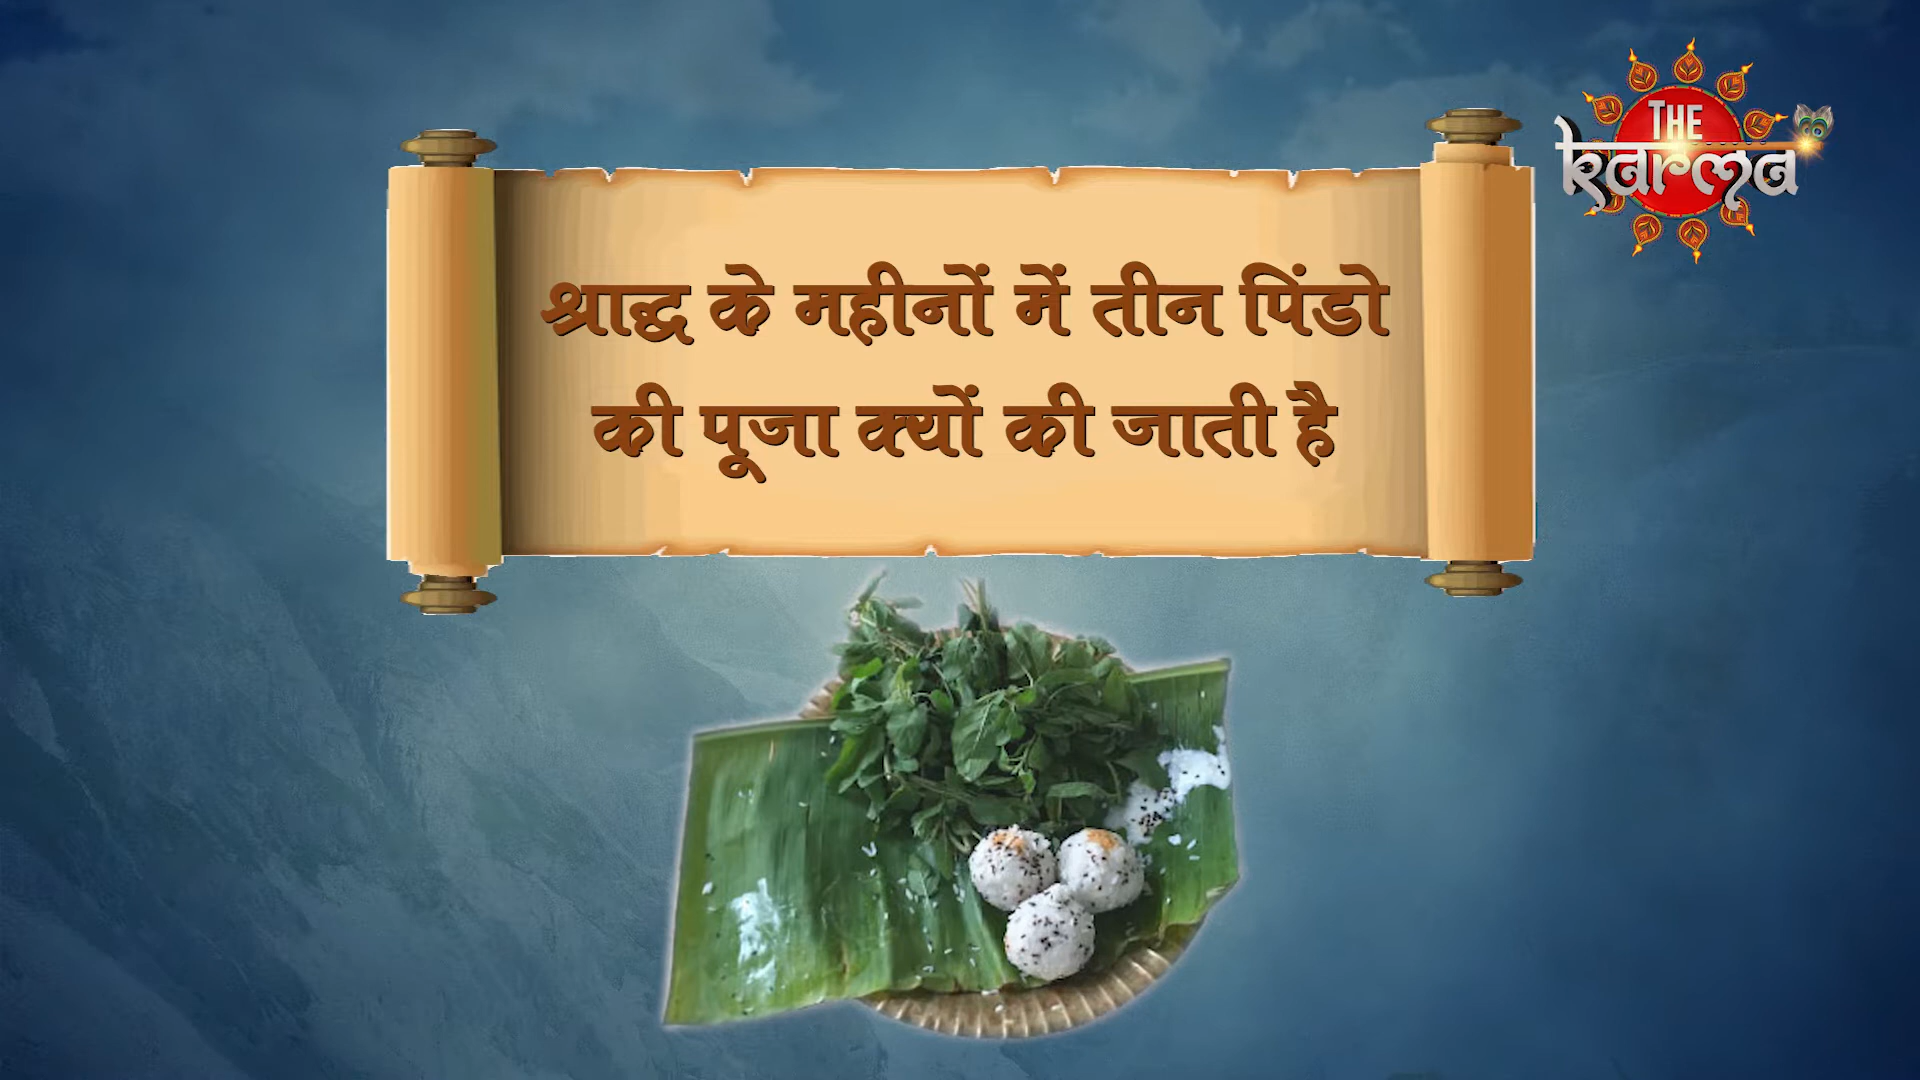 THE
karma
श्राद्ध के महीनों में तीन पिंडो
की पूजा क्यों की जाती है